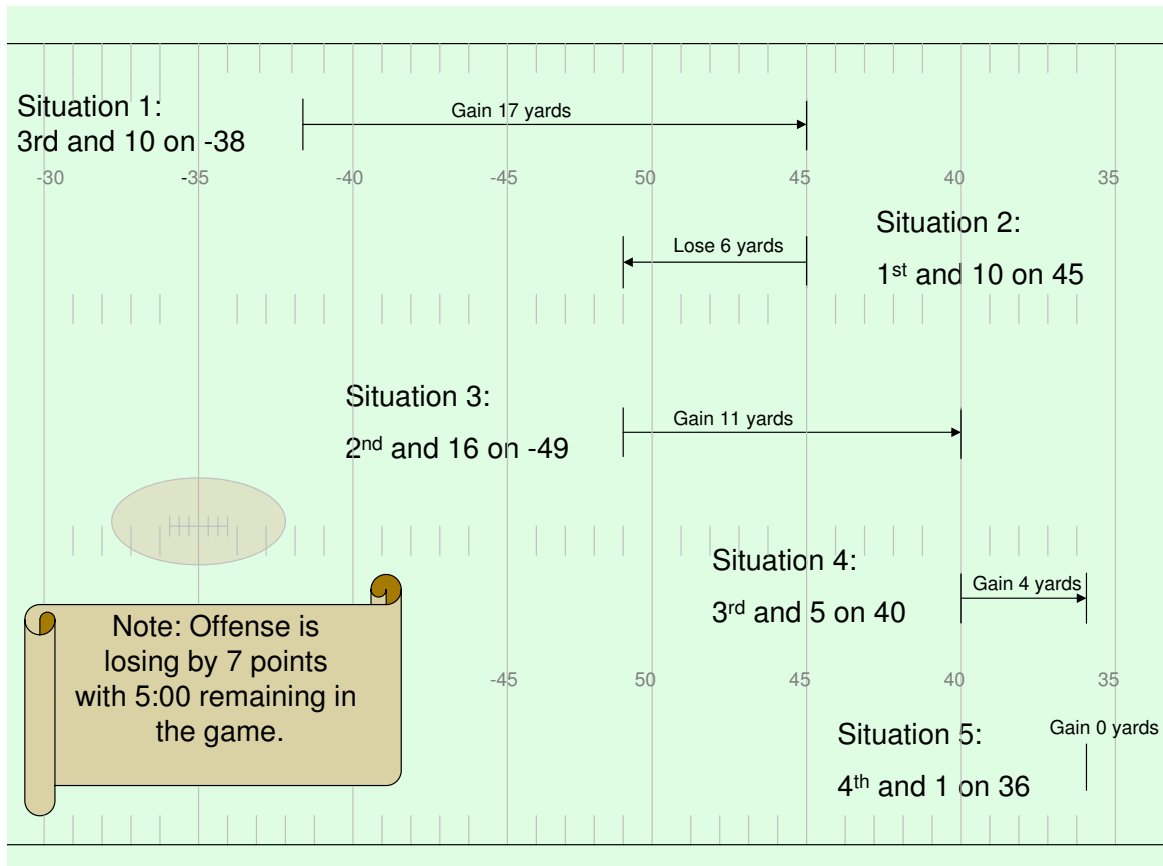 Situation 1:
3rd and 10 on -38
Gain 17 yards
-30 -35 -40 -45 50 45 40 35
Situation 2:
Lose 6 yards
1st and 10 on 45
Situation 3:
Gain 11 yards
2nd and 16 on -49
Situation 4:
Gain 4 yards
3rd and 5 on 40
Note: Offense is
losing by 7 points
with 5:00 remaining in
the game.
-45 50 45 40 35
Situation 5:
Gain 0 yards
4th and 1 on 36